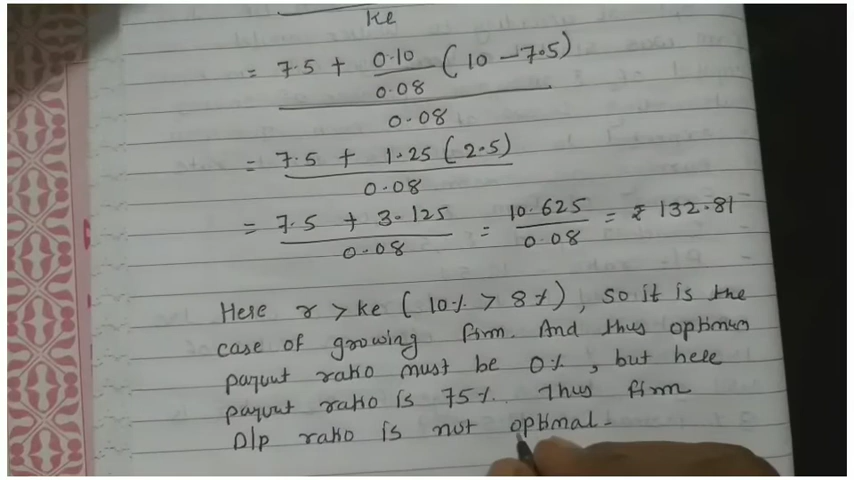 ke
= 7.5 + 0.10/0.08 (10 - 7.5)
0.08
= 7.5 + 1.25 (2.5)
0.08
= 7.5 + 3.125 / 0.08 = 10.625 / 0.08 = ₹ 132.81
Here r > ke (10% > 8%), so it is the
case of growing firm. And thus optimum
payout ratio must be 0%, but here
payout ratio is 75%. Thus firm
D/p ratio is not optimal.